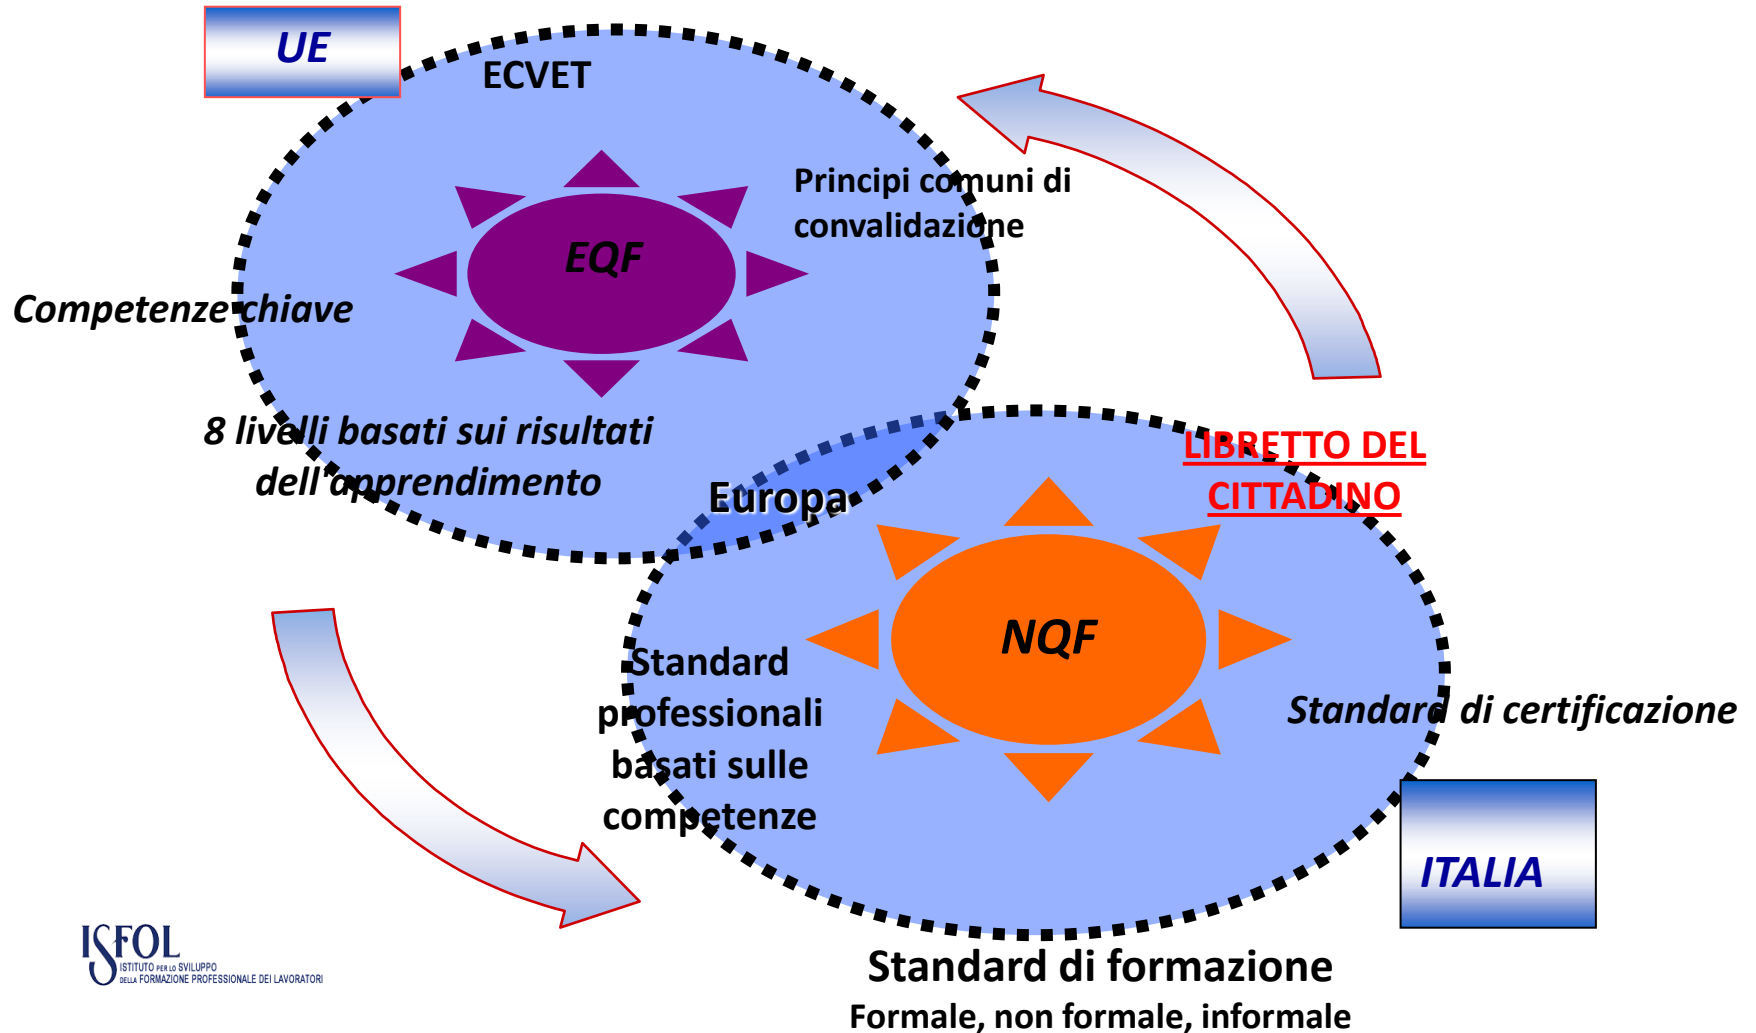 UE
ECVET
Principi comuni di
convalidazione
EQF
Competenze chiave
8 livelli basati sui risultati
dell'apprendimento
Europa
LIBRETTO DEL
CITTADINO
NQF
Standard
professionali
basati sulle
competenze
Standard di certificazione
ITALIA
ISFOL
ISTITUTO PER LO SVILUPPO
DELLA FORMAZIONE PROFESSIONALE DEI LAVORATORI
Standard di formazione
Formale, non formale, informale